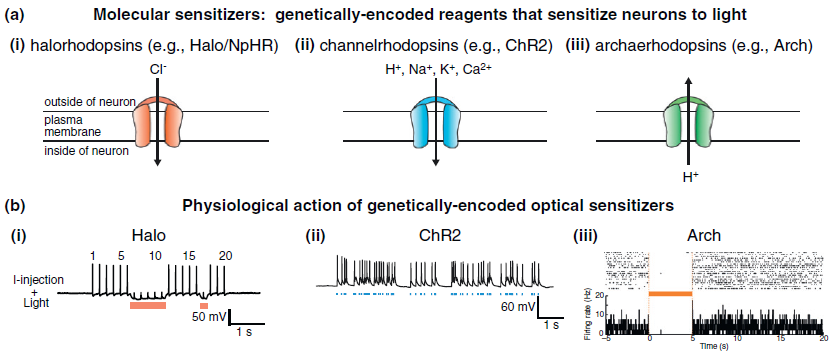 (a) Molecular sensitizers: genetically-encoded reagents that sensitize neurons to light
(i) halorhodopsins (e.g., Halo/NpHR) (ii) channelrhodopsins (e.g., ChR2) (iii) archaerhodopsins (e.g., Arch)
Cl- H+, Na+, K+, Ca2+
outside of neuron
plasma
membrane
inside of neuron
H+
(b) Physiological action of genetically-encoded optical sensitizers
(i) Halo (ii) ChR2 (iii) Arch
1 5 10 15 20
I-injection
+
Light
50 mV
1 s
60 mV
1 s
Firing rate (Hz)
20
10
0
−5 0 5 10 15 20
Time (s)